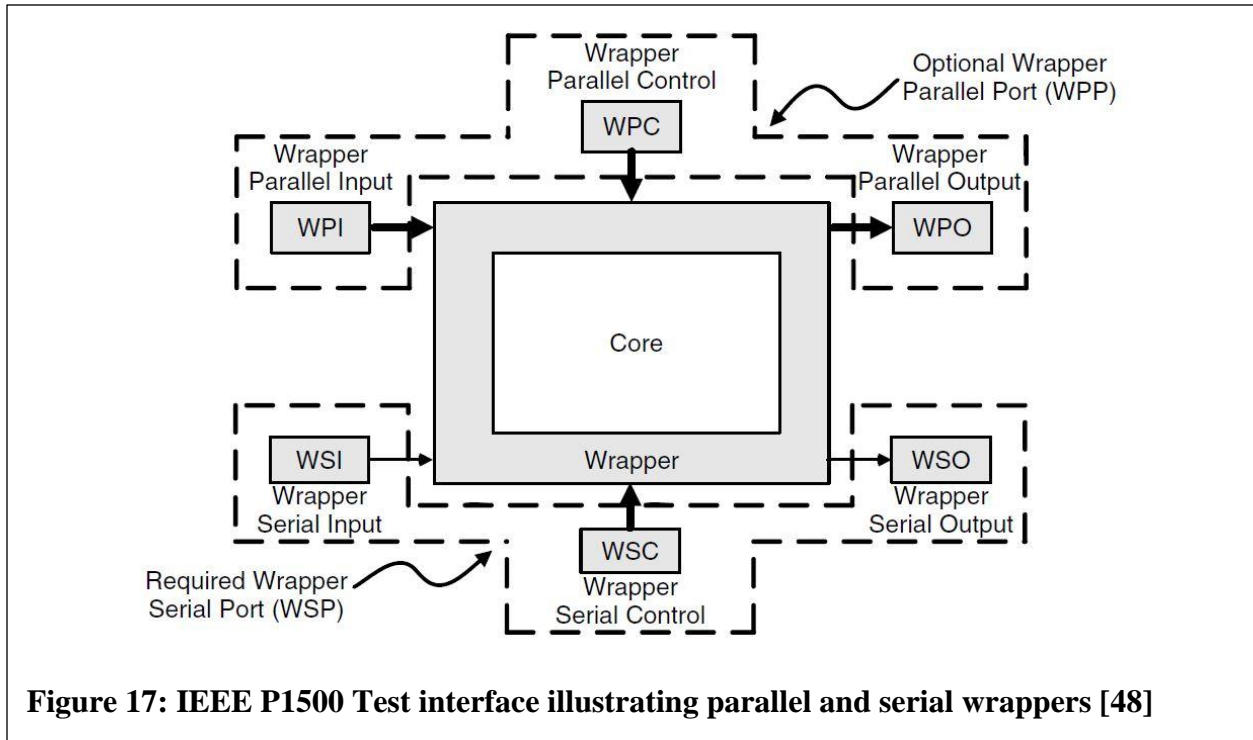 Wrapper
Parallel Control
WPC
Optional Wrapper
Parallel Port (WPP)
Wrapper
Parallel Input
WPI
Wrapper
Parallel Output
WPO
Core
Wrapper
WSI
Wrapper
Serial Input
WSO
Wrapper
Serial Output
WSC
Wrapper
Serial Control
Required Wrapper
Serial Port (WSP)
Figure 17: IEEE P1500 Test interface illustrating parallel and serial wrappers [48]